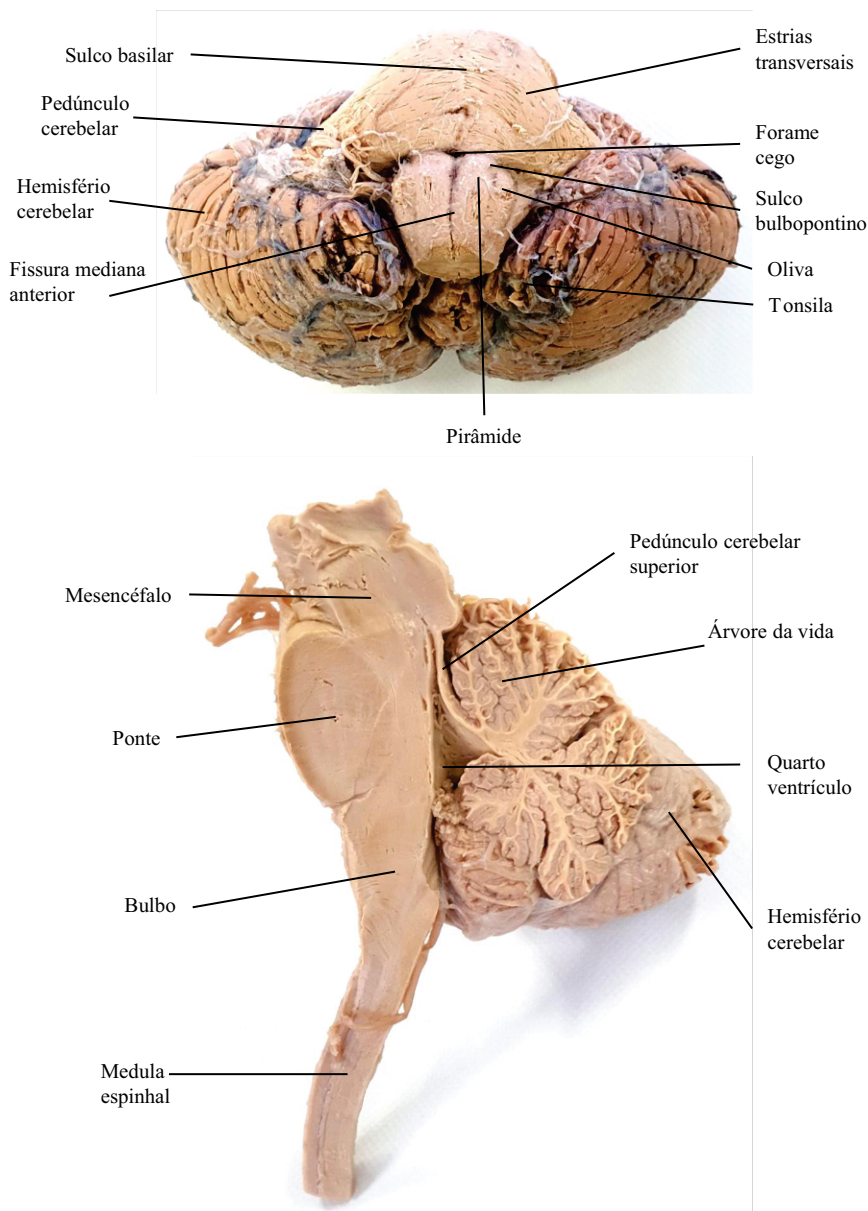 Sulco basilar
Estrias
transversais
Pedúnculo
cerebelar
Forame
cego
Hemisfério
cerebelar
Sulco
bulbopontino
Fissura mediana
anterior
Oliva
Tonsila
Pirâmide
Pedúnculo cerebelar
superior
Mesencéfalo
Árvore da vida
Ponte
Quarto
ventrículo
Bulbo
Hemisfério
cerebelar
Medula
espinhal